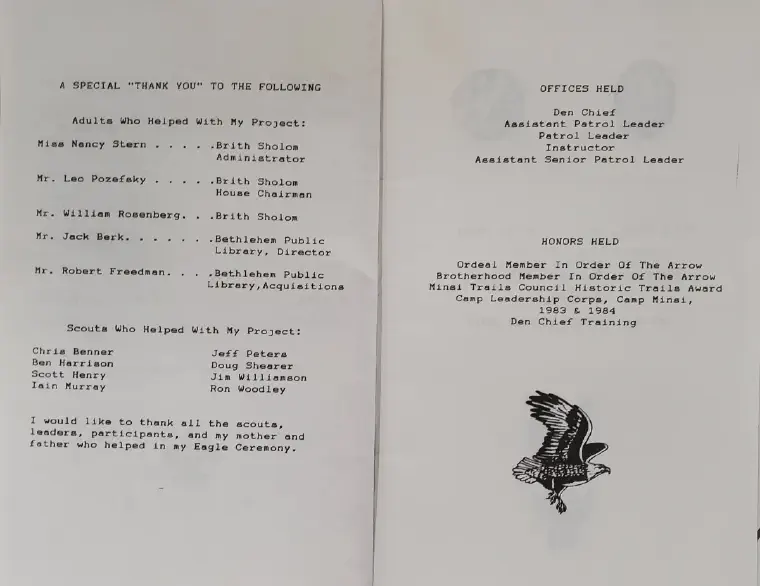 A SPECIAL "THANK YOU" TO THE FOLLOWING
Adults Who Helped With My Project:
Miss Nancy Stern . . . . .Brith Sholom
Administrator
Mr. Leo Pozefsky . . . . .Brith Sholom
House Chairman
Mr. William Rosenberg. . .Brith Sholom
Mr. Jack Berk. . . . . . .Bethlehem Public
Library, Director
Mr. Robert Freedman. . . .Bethlehem Public
Library,Acquisitions
Scouts Who Helped With My Project:
Chris Benner Jeff Peters
Ben Harrison Doug Shearer
Scott Henry Jim Williamson
Iain Murray Ron Woodley
I would like to thank all the scouts,
leaders, participants, and my mother and
father who helped in my Eagle Ceremony.
OFFICES HELD
Den Chief
Assistant Patrol Leader
Patrol Leader
Instructor
Assistant Senior Patrol Leader
HONORS HELD
Ordeal Member In Order Of The Arrow
Brotherhood Member In Order Of The Arrow
Minsi Trails Council Historic Trails Award
Camp Leadership Corps, Camp Minsi,
1983 & 1984
Den Chief Training